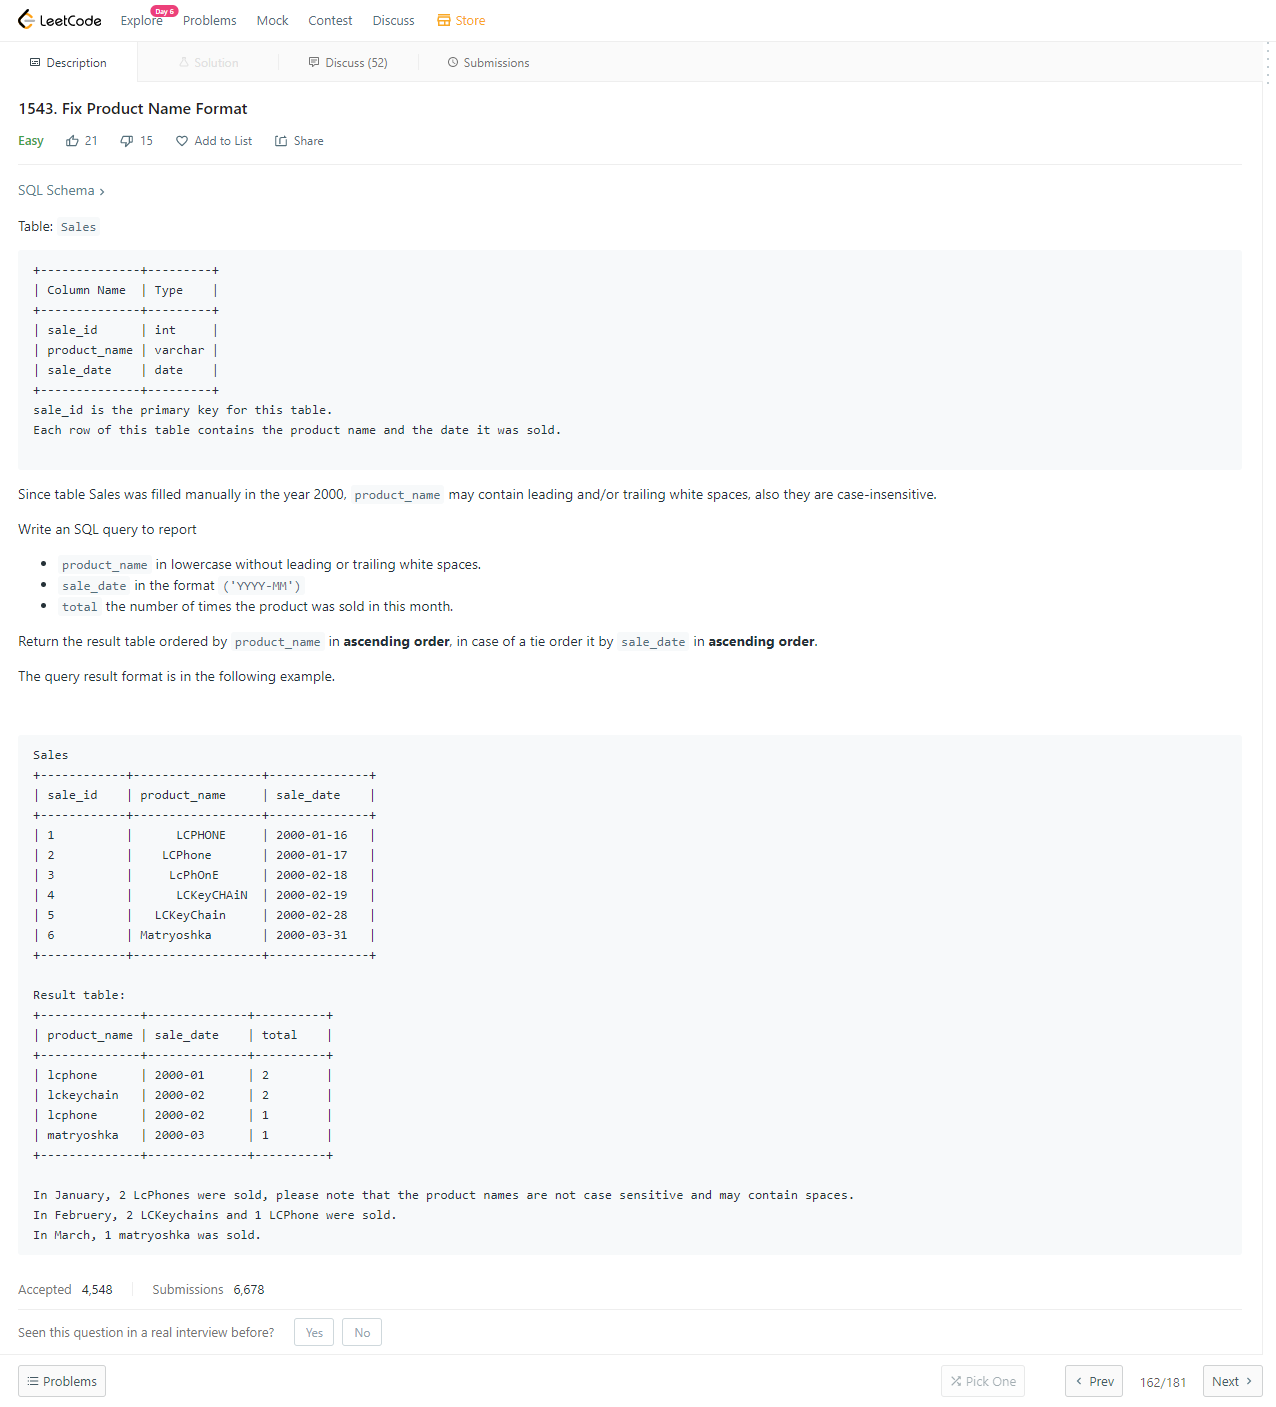 LeetCode Explore Day 6 Problems Mock Contest Discuss Store
Description Solution Discuss (52) Submissions
1543. Fix Product Name Format
Easy 21 15 Add to List Share
SQL Schema >
Table: Sales
+--------------+---------+
| Column Name  | Type    |
+--------------+---------+
| sale_id      | int     |
| product_name | varchar |
| sale_date    | date    |
+--------------+---------+
sale_id is the primary key for this table.
Each row of this table contains the product name and the date it was sold.
Since table Sales was filled manually in the year 2000, product_name may contain leading and/or trailing white spaces, also they are case-insensitive.
Write an SQL query to report
• product_name in lowercase without leading or trailing white spaces.
• sale_date in the format ('YYYY-MM')
• total the number of times the product was sold in this month.
Return the result table ordered by product_name in ascending order, in case of a tie order it by sale_date in ascending order.
The query result format is in the following example.
Sales
+------------+------------------+--------------+
| sale_id    | product_name     | sale_date    |
+------------+------------------+--------------+
| 1          |      LCPHONE     | 2000-01-16   |
| 2          |    LCPhone       | 2000-01-17   |
| 3          |     LcPhOnE      | 2000-02-18   |
| 4          |      LCKeyCHAiN  | 2000-02-19   |
| 5          |   LCKeyChain     | 2000-02-28   |
| 6          | Matryoshka       | 2000-03-31   |
+------------+------------------+--------------+
Result table:
+--------------+--------------+----------+
| product_name | sale_date    | total    |
+--------------+--------------+----------+
| lcphone      | 2000-01      | 2        |
| lckeychain   | 2000-02      | 2        |
| lcphone      | 2000-02      | 1        |
| matryoshka   | 2000-03      | 1        |
+--------------+--------------+----------+
In January, 2 LcPhones were sold, please note that the product names are not case sensitive and may contain spaces.
In Februery, 2 LCKeychains and 1 LCPhone were sold.
In March, 1 matryoshka was sold.
Accepted 4,548 Submissions 6,678
Seen this question in a real interview before? Yes No
Problems Pick One < Prev 162/181 Next >